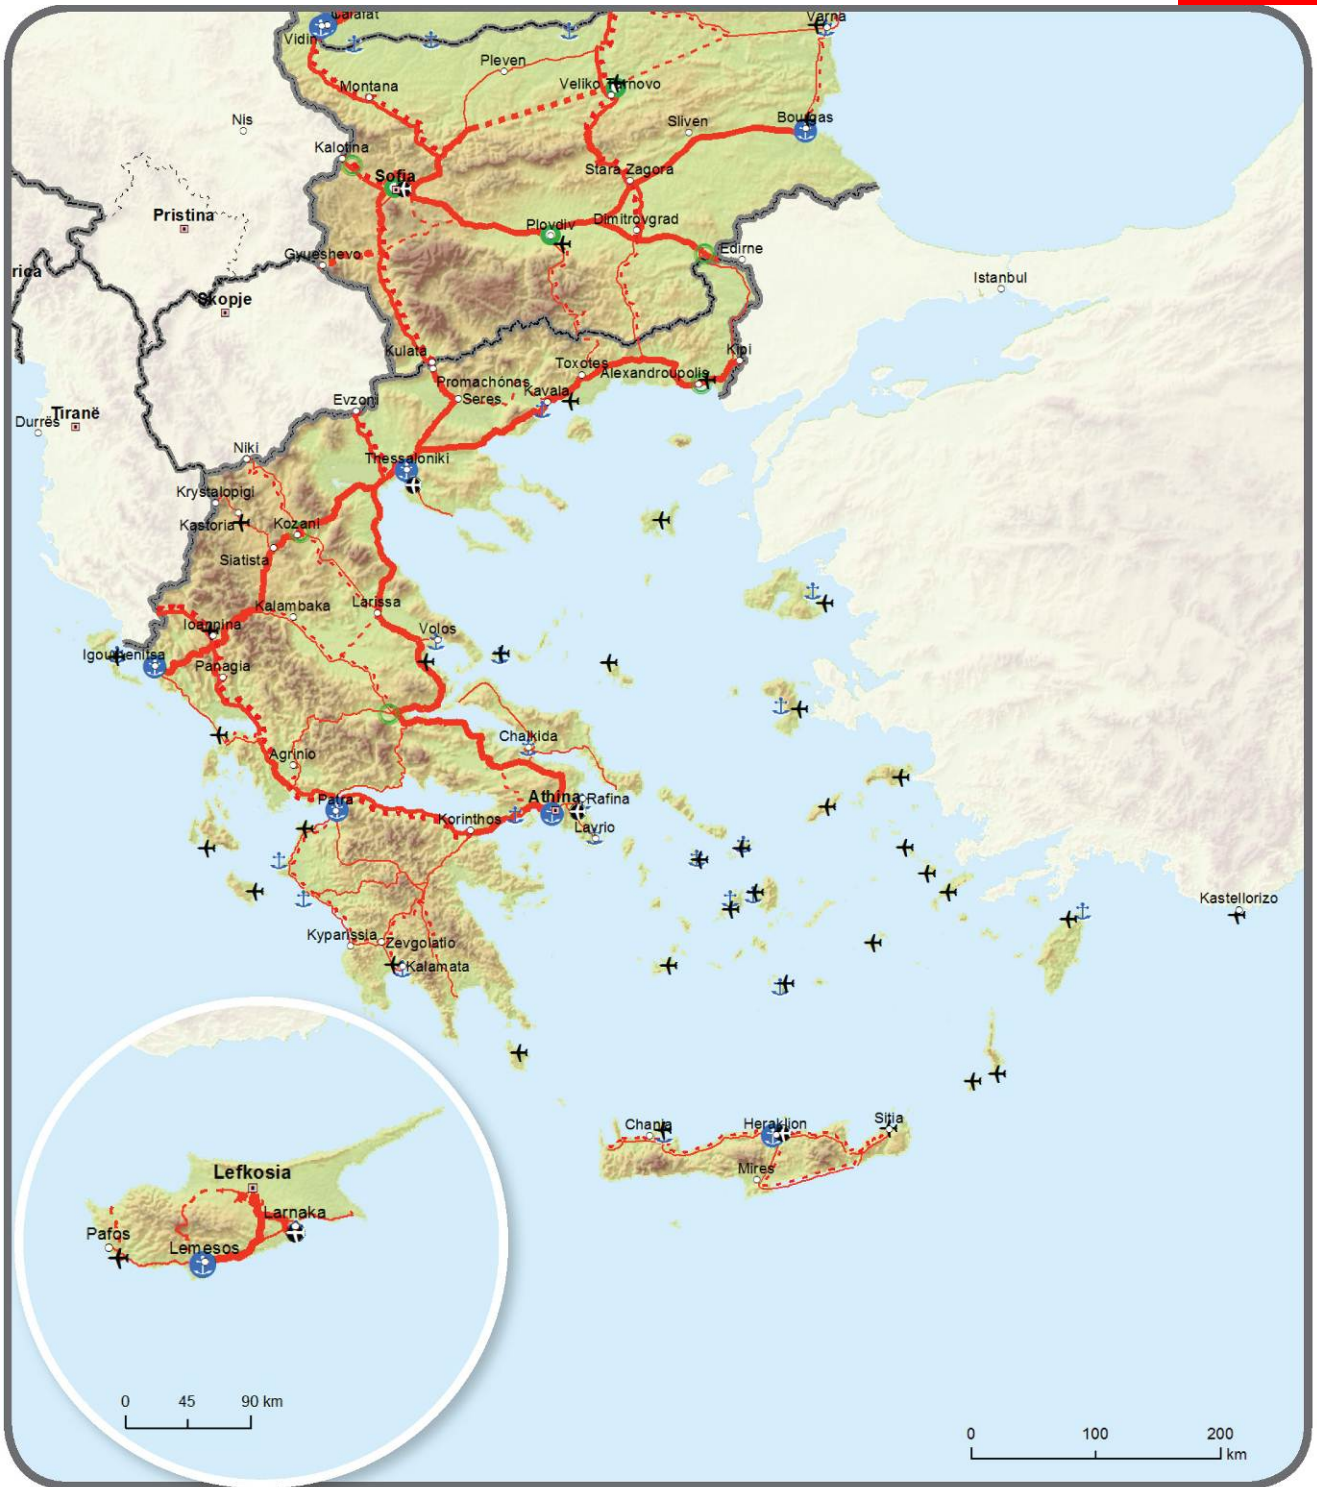 Calafat
Varna
Vidin
Pleven
Montana
Veliko Tarnovo
Nis
Sliven
Bourgas
Kalotina
Sofia
Stara Zagora
Pristina
Plovdiv
Dimitrovgrad
Gyueshevo
Edirne
rica
Istanbul
Skopje
Kulata
Kipi
Toxotes
Promachónas
Alexandroupolis
Evzoni
Seres
Kavala
Tiranë
Durrës
Niki
Thessaloniki
Krystalopigi
Kastoria
Kozani
Siatista
Kalambaka
Larissa
Ioannina
Volos
Igoumenitsa
Panagia
Chalkida
Agrinio
Patra
Athina
Rafina
Korinthos
Lavrio
Kastellorizo
Kyparissia
Zevgolatio
Kalamata
Chania
Heraklion
Sitia
Mires
Lefkosia
Larnaka
Pafos
Lemesos
0 45 90 km
0 100 200
km